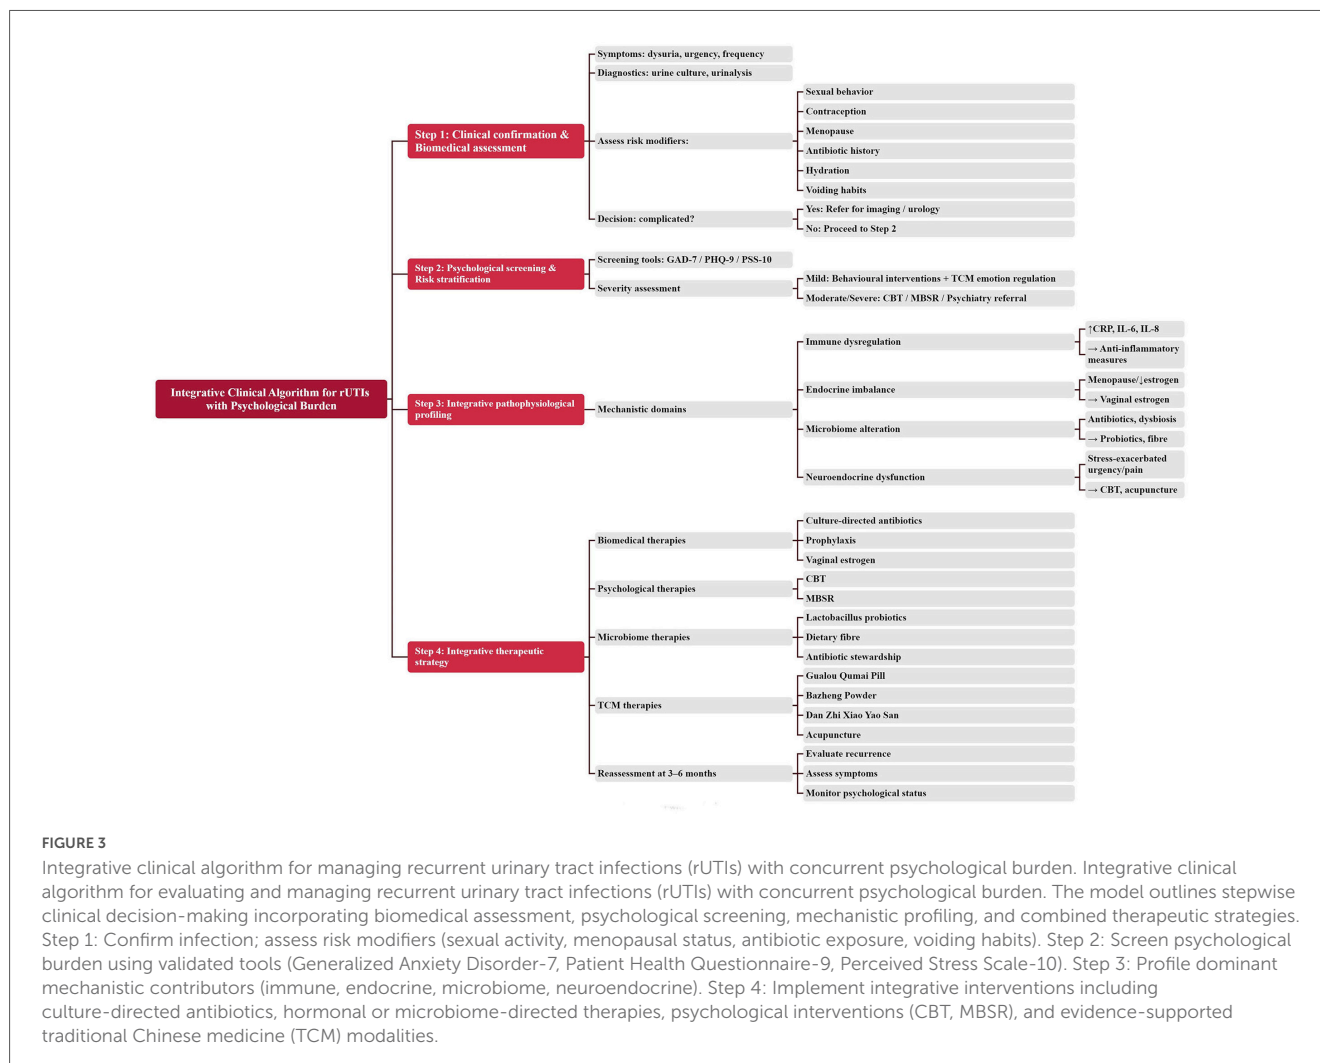 Integrative Clinical Algorithm for rUTIs
with Psychological Burden
Step 1: Clinical confirmation &
Biomedical assessment
Symptoms: dysuria, urgency, frequency
Diagnostics: urine culture, urinalysis
Assess risk modifiers:
Sexual behavior
Contraception
Menopause
Antibiotic history
Hydration
Voiding habits
Decision: complicated?
Yes: Refer for imaging / urology
No: Proceed to Step 2
Step 2: Psychological screening &
Risk stratification
Screening tools: GAD-7 / PHQ-9 / PSS-10
Severity assessment
Mild: Behavioural interventions + TCM emotion regulation
Moderate/Severe: CBT / MBSR / Psychiatry referral
Step 3: Integrative pathophysiological
profiling
Mechanistic domains
Immune dysregulation
↑CRP, IL-6, IL-8
→ Anti-inflammatory
measures
Endocrine imbalance
Menopause/↓estrogen
→ Vaginal estrogen
Microbiome alteration
Antibiotics, dysbiosis
→ Probiotics, fibre
Neuroendocrine dysfunction
Stress-exacerbated
urgency/pain
→ CBT, acupuncture
Step 4: Integrative therapeutic
strategy
Biomedical therapies
Culture-directed antibiotics
Prophylaxis
Vaginal estrogen
Psychological therapies
CBT
MBSR
Microbiome therapies
Lactobacillus probiotics
Dietary fibre
Antibiotic stewardship
TCM therapies
Gualou Qumai Pill
Bazheng Powder
Dan Zhi Xiao Yao San
Acupuncture
Reassessment at 3–6 months
Evaluate recurrence
Assess symptoms
Monitor psychological status
FIGURE 3
Integrative clinical algorithm for managing recurrent urinary tract infections (rUTIs) with concurrent psychological burden. Integrative clinical
algorithm for evaluating and managing recurrent urinary tract infections (rUTIs) with concurrent psychological burden. The model outlines stepwise
clinical decision-making incorporating biomedical assessment, psychological screening, mechanistic profiling, and combined therapeutic strategies.
Step 1: Confirm infection; assess risk modifiers (sexual activity, menopausal status, antibiotic exposure, voiding habits). Step 2: Screen psychological
burden using validated tools (Generalized Anxiety Disorder-7, Patient Health Questionnaire-9, Perceived Stress Scale-10). Step 3: Profile dominant
mechanistic contributors (immune, endocrine, microbiome, neuroendocrine). Step 4: Implement integrative interventions including
culture-directed antibiotics, hormonal or microbiome-directed therapies, psychological interventions (CBT, MBSR), and evidence-supported
traditional Chinese medicine (TCM) modalities.